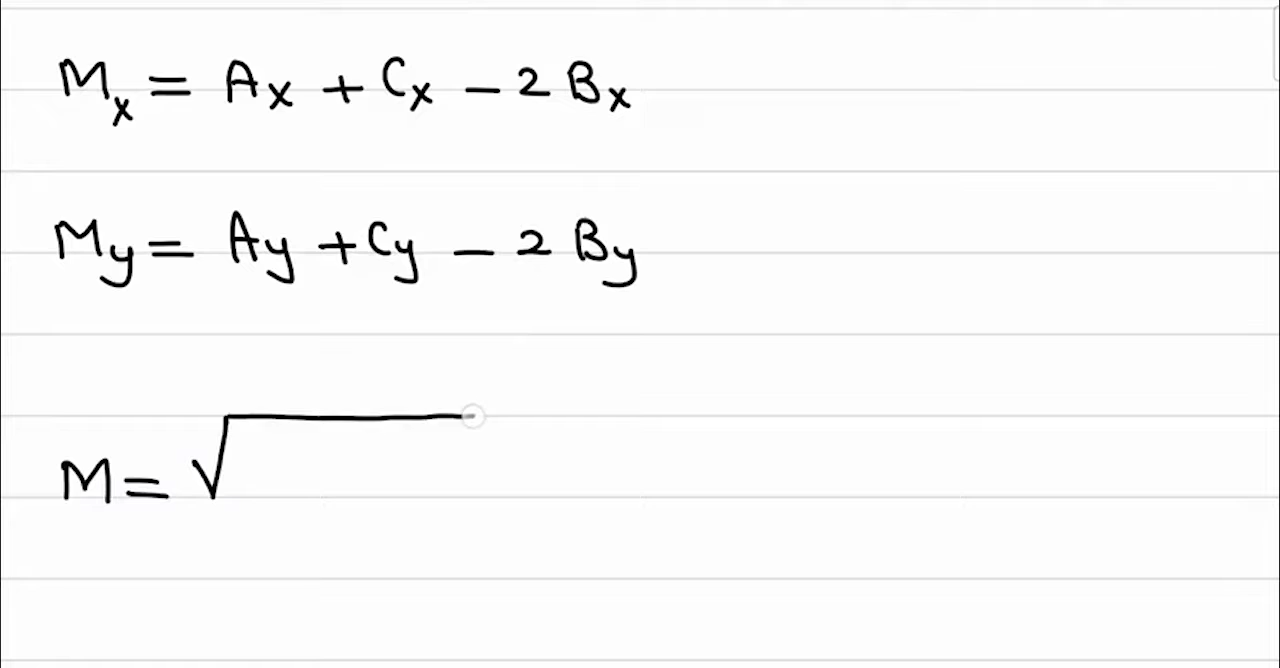 Mx = Ax + Cx - 2 Bx
My = Ay + Cy - 2 By
M = √